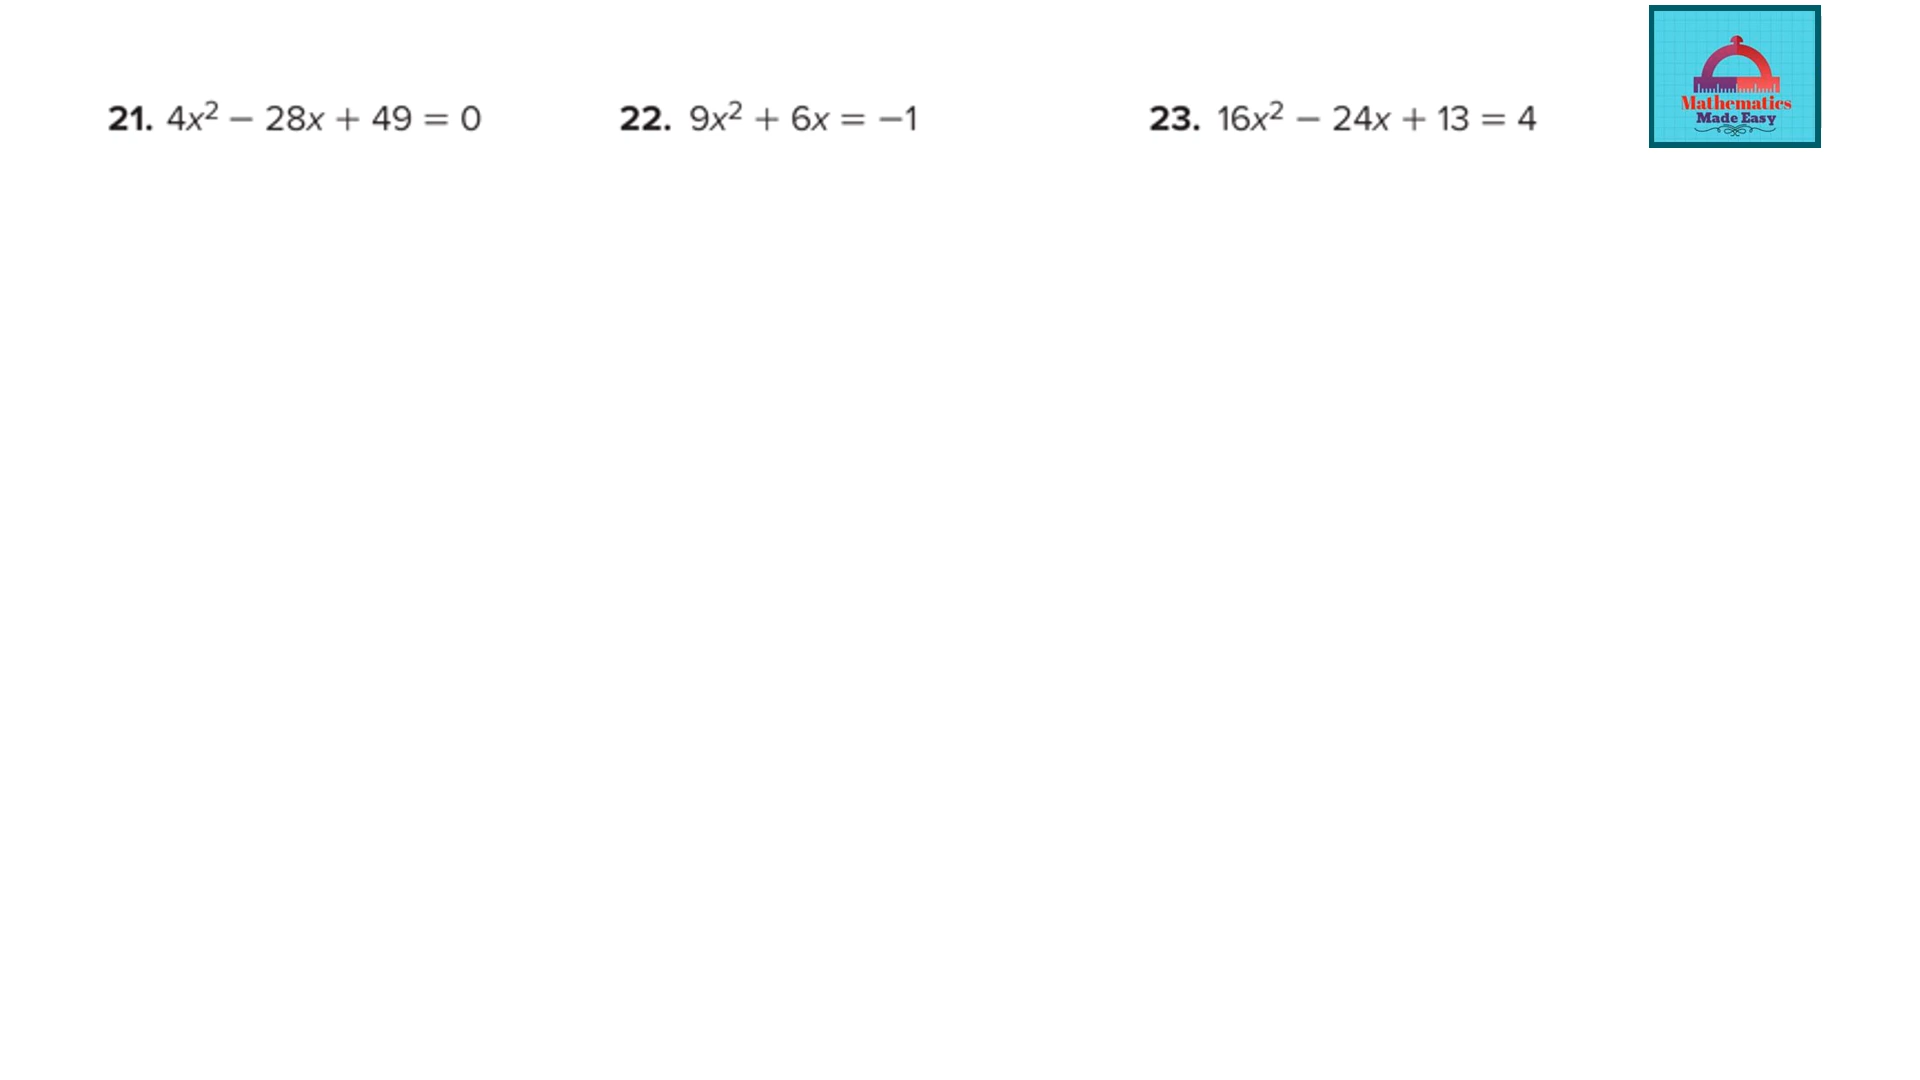 21. 4x² − 28x + 49 = 0
22. 9x² + 6x = −1
23. 16x² − 24x + 13 = 4
Mathematics
Made Easy